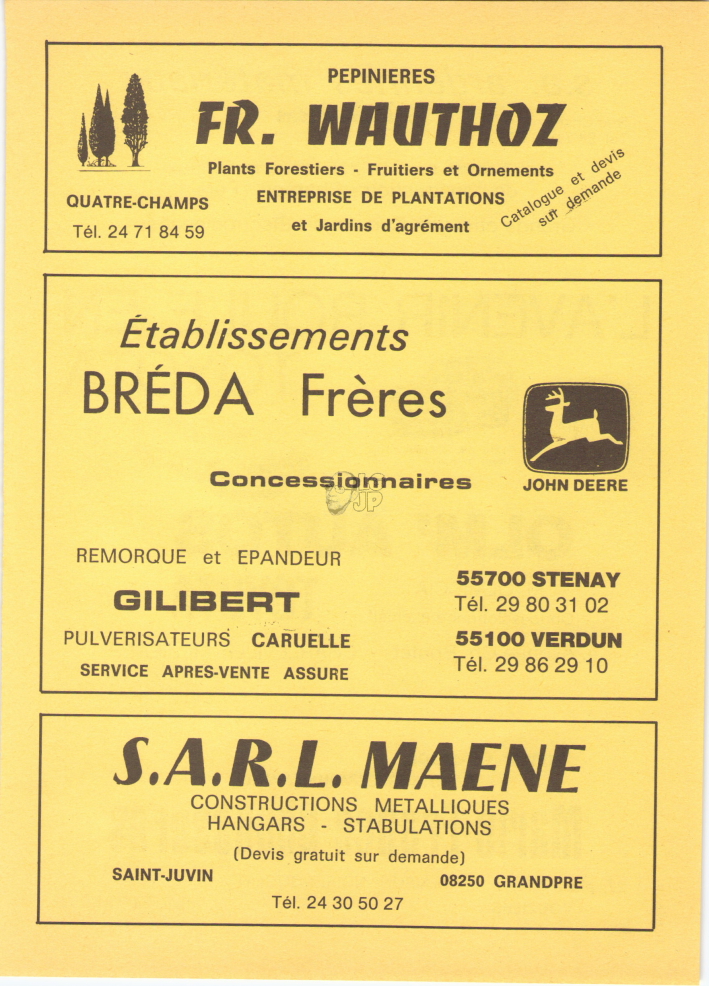 PEPINIERES
FR. WAUTHOZ
Plants Forestiers - Fruitiers et Ornements
QUATRE-CHAMPS
ENTREPRISE DE PLANTATIONS
Catalogue et devis
sur demande
Tél. 24 71 84 59
et Jardins d'agrément
Établissements
BRÉDA Frères
Concessionnaires
JOHN DEERE
REMORQUE et EPANDEUR
GILIBERT
PULVERISATEURS CARUELLE
SERVICE APRES-VENTE ASSURE
55700 STENAY
Tél. 29 80 31 02
55100 VERDUN
Tél. 29 86 29 10
S.A.R.L. MAENE
CONSTRUCTIONS METALLIQUES
HANGARS - STABULATIONS
(Devis gratuit sur demande)
SAINT-JUVIN
08250 GRANDPRE
Tél. 24 30 50 27